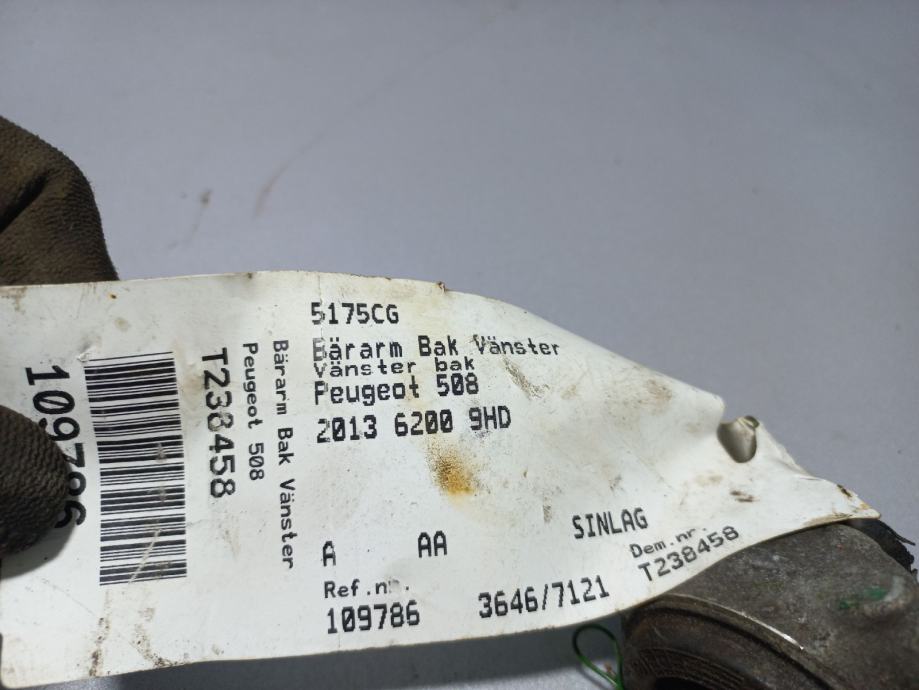 109786
T238458
Peugeot 508
Bärarm Bak Vänster
5175CG
Bärarm Bak Vänster
Vänster bak
Peugeot 508
2013 6200 9HD
A AA SINLAG
Ref.nr. 3646/7121 Dem.nr.
109786 T238458